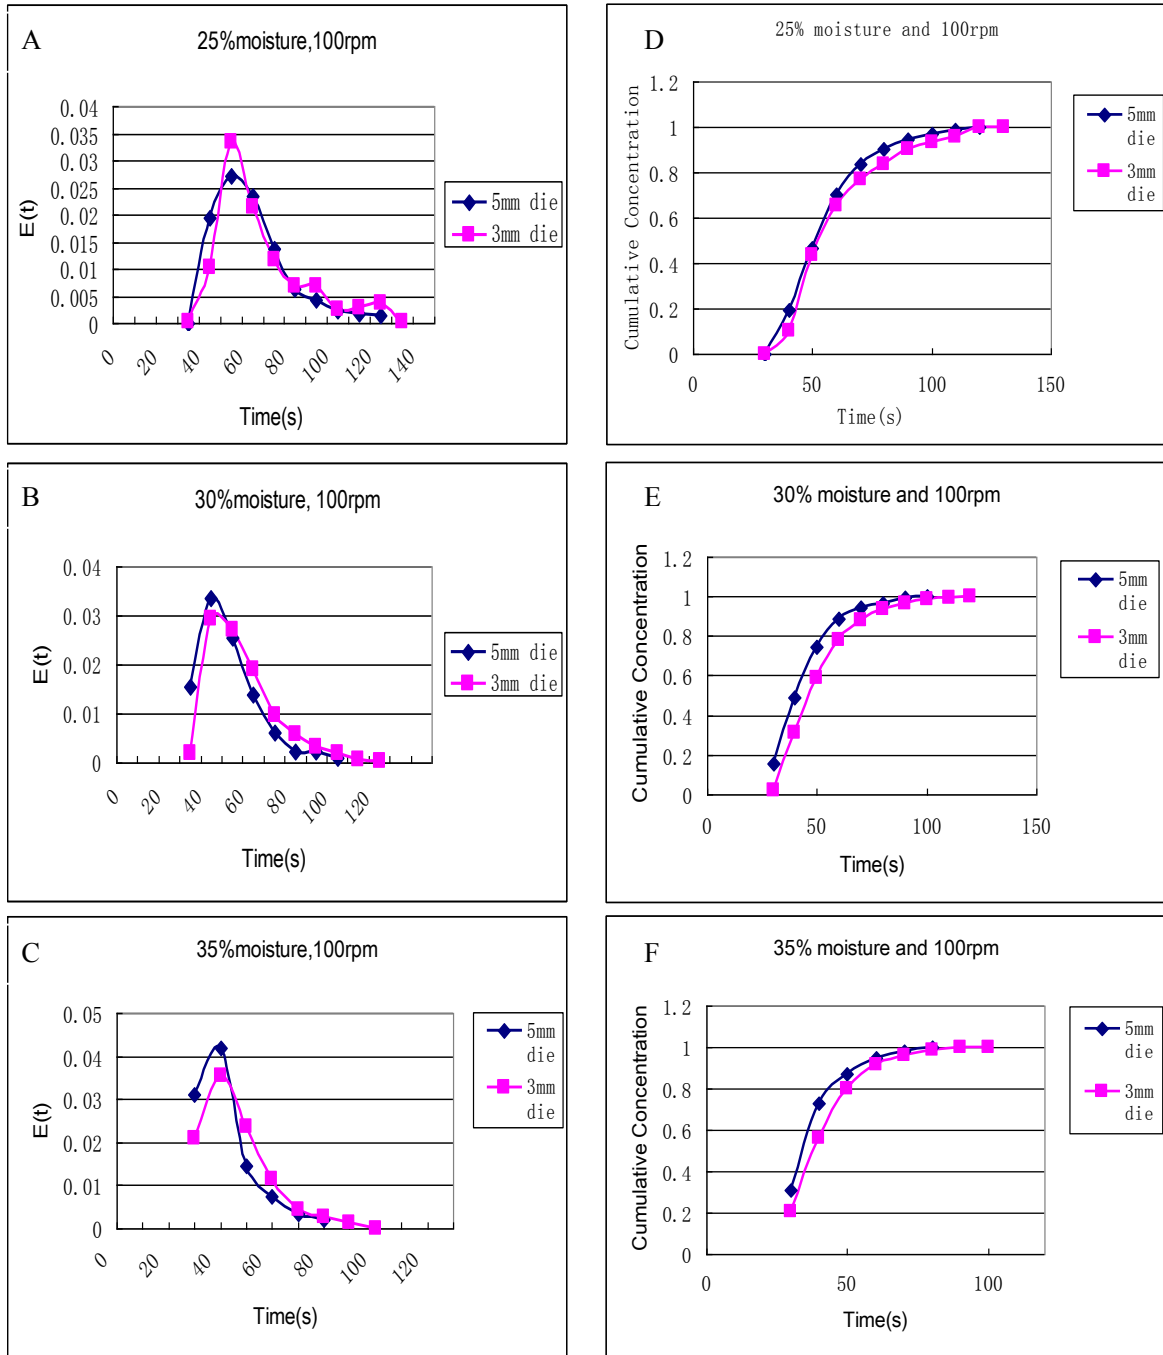 A
25%moisture,100rpm
E(t)
0.04
0.035
0.03
0.025
0.02
0.015
0.01
0.005
0
0 20 40 60 80 100 120 140
Time(s)
5mm die
3mm die
D
25% moisture and 100rpm
Cumulative Concentration
1.2
1
0.8
0.6
0.4
0.2
0
0 50 100 150
Time(s)
5mm
die
3mm
die
B
30%moisture, 100rpm
E(t)
0.04
0.03
0.02
0.01
0
0 20 40 60 80 100 120
Time(s)
5mm die
3mm die
E
30% moisture and 100rpm
Cumulative Concentration
1.2
1
0.8
0.6
0.4
0.2
0
0 50 100 150
Time(s)
5mm
die
3mm
die
C
35%moisture,100rpm
E(t)
0.05
0.04
0.03
0.02
0.01
0
0 20 40 60 80 100 120
Time(s)
5mm
die
3mm
die
F
35% moisture and 100rpm
Cumulative Concentration
1.2
1
0.8
0.6
0.4
0.2
0
0 50 100
Time(s)
5mm
die
3mm
die